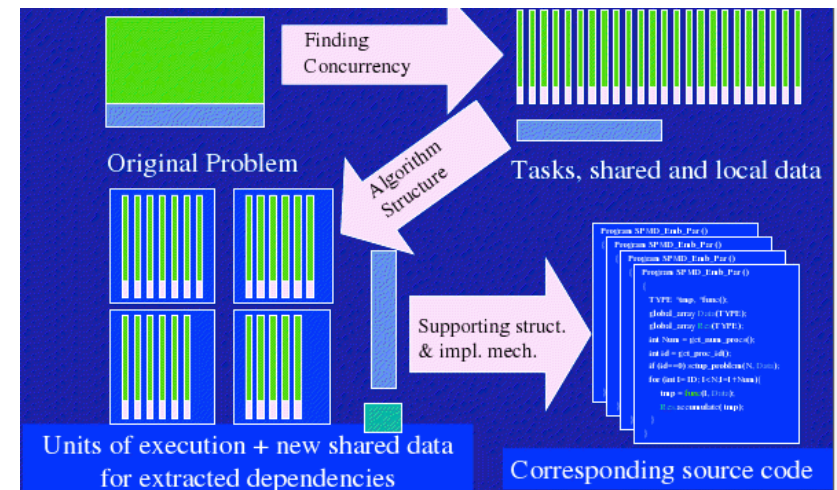 Finding
Concurrency
Original Problem
Tasks, shared and local data
Algorithm
Structure
Supporting struct.
& impl. mech.
Units of execution + new shared data
for extracted dependencies
Program SPMD_Emb_Par ()
Program SPMD_Emb_Par ()
Program SPMD_Emb_Par ()
Program SPMD_Emb_Par ()
{
TYPE *tmp, *func();
global_array Data(TYPE);
global_array Res(TYPE);
int Num = get_num_procs();
int id = get_proc_id();
if (id==0) setup_problem(N, Data);
for (int I= ID; I<N;I=I+Num){
tmp = func(I, Data);
Res.accumulate( tmp);
}
}
Corresponding source code